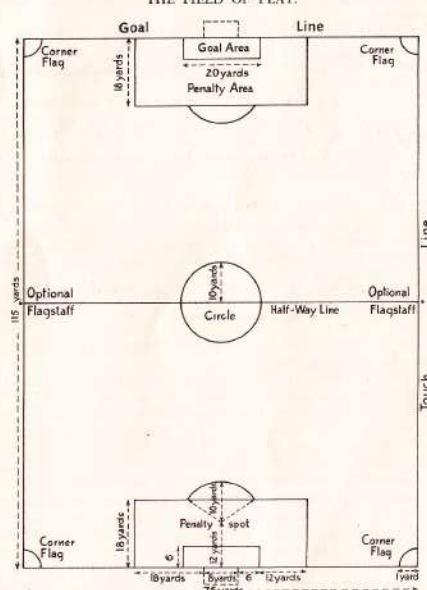 THE FIELD OF PLAY.
Goal Line
Corner Flag
Goal Area
Corner Flag
18 yards
20 yards
Penalty Area
115 yards
Line
10 yards
Optional Flagstaff
Optional Flagstaff
Circle
Half-Way Line
Touch
10 yards
18 yards
Penalty spot
12 yards
6
Corner Flag
Corner Flag
18 yards
8 yards
6
12 yards
1 yard
75 yards